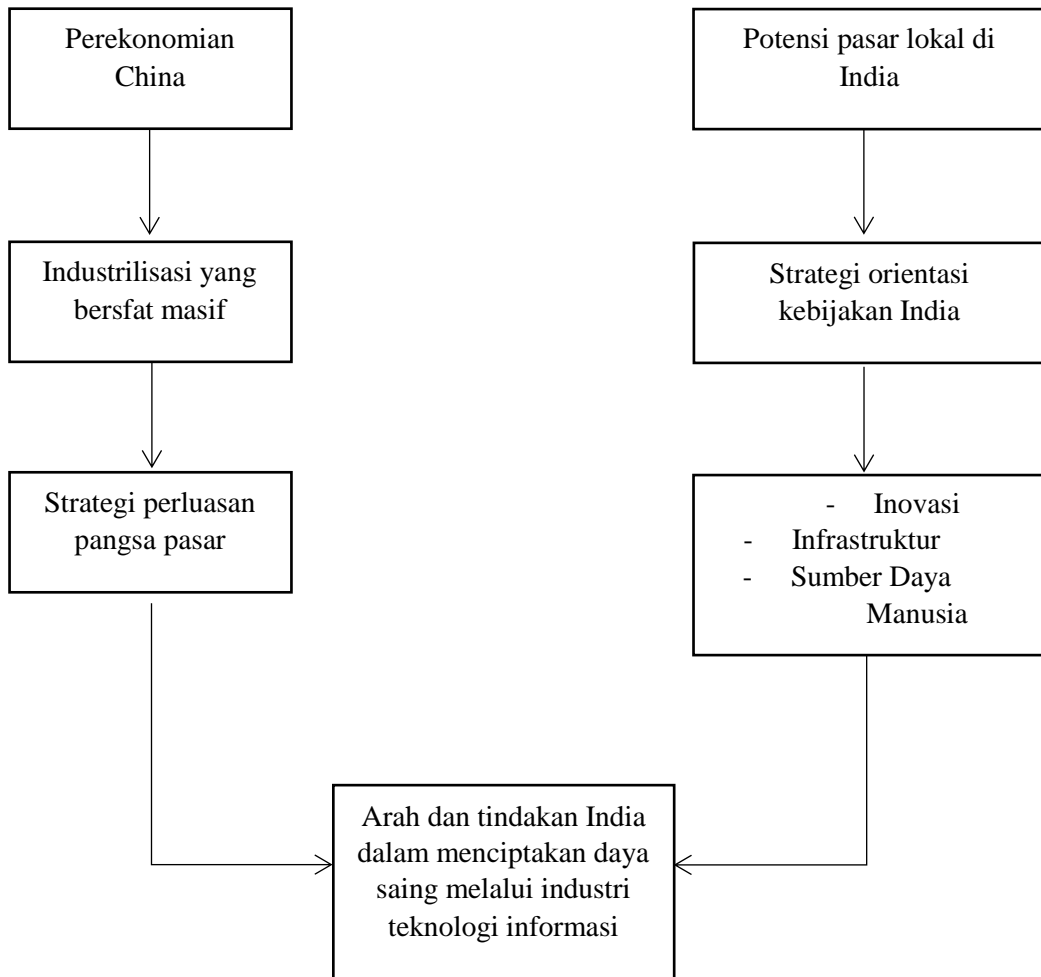 Perekonomian
China
Industrilisasi yang
bersfat masif
Strategi perluasan
pangsa pasar
Potensi pasar lokal di
India
Strategi orientasi
kebijakan India
- Inovasi
- Infrastruktur
- Sumber Daya
Manusia
Arah dan tindakan India
dalam menciptakan daya
saing melalui industri
teknologi informasi